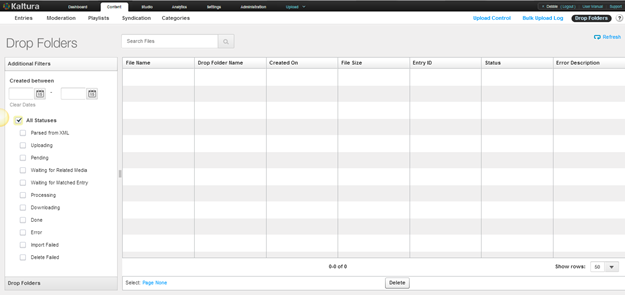 Kaltura Dashboard Content Studio Analytics Settings Administration Upload Delete (Logout) User Manual Support
Entries Moderation Playlists Syndication Categories Upload Control Bulk Upload Log Drop Folders ?
Drop Folders
Search Files
Refresh
Additional Filters
File Name Drop Folder Name Created On File Size Entry ID Status Error Description
Created between
-
Clear Dates
All Statuses
Parsed from XML
Uploading
Pending
Waiting for Related Media
Waiting for Matched Entry
Processing
Downloading
Done
Error
Import Failed
Delete Failed
0-0 of 0 Show rows: 50
Drop Folders Select: Page None Delete